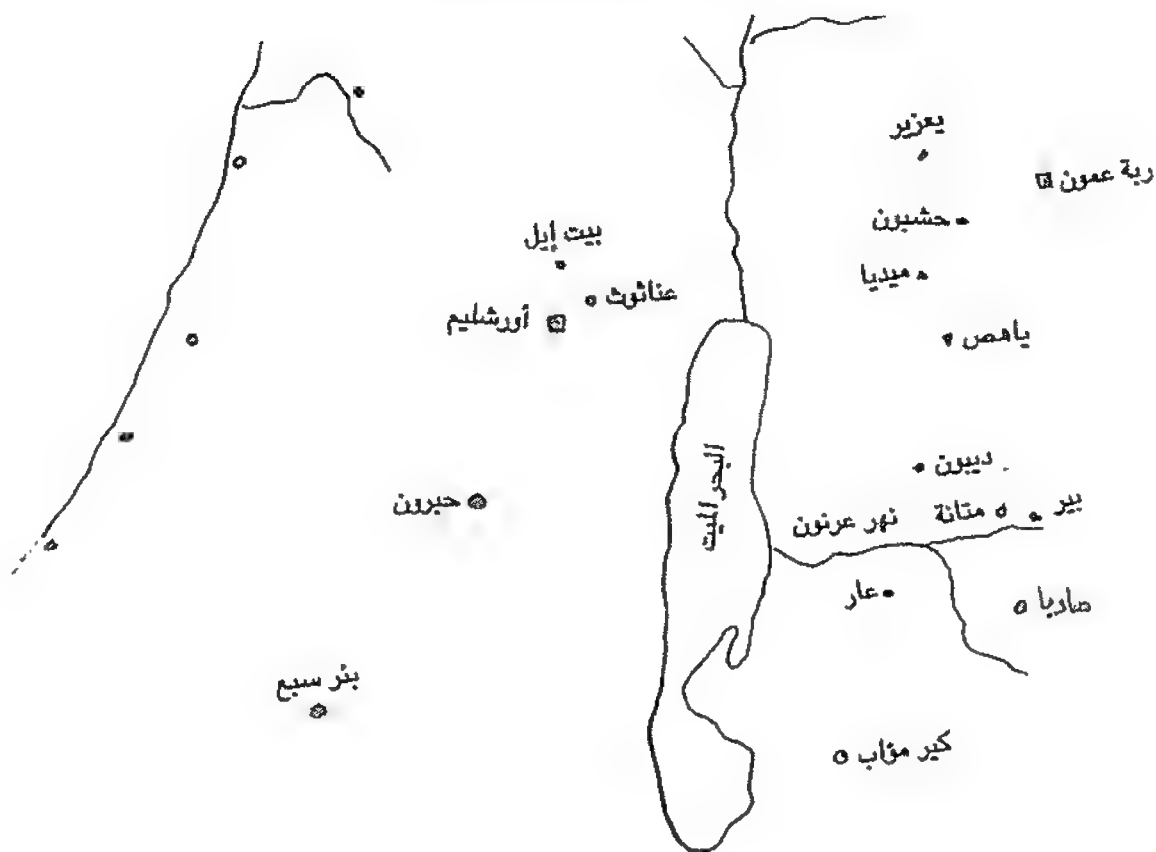 يعزير
ربة عمون
حشبون
بيت إيل
ميديا
عناثوث
أورشليم
ياهص
البحر الميت
ديبون
حبرون
بير
متانة
نهر عرنون
عار
صاريا
بئر سبع
كير مؤاب